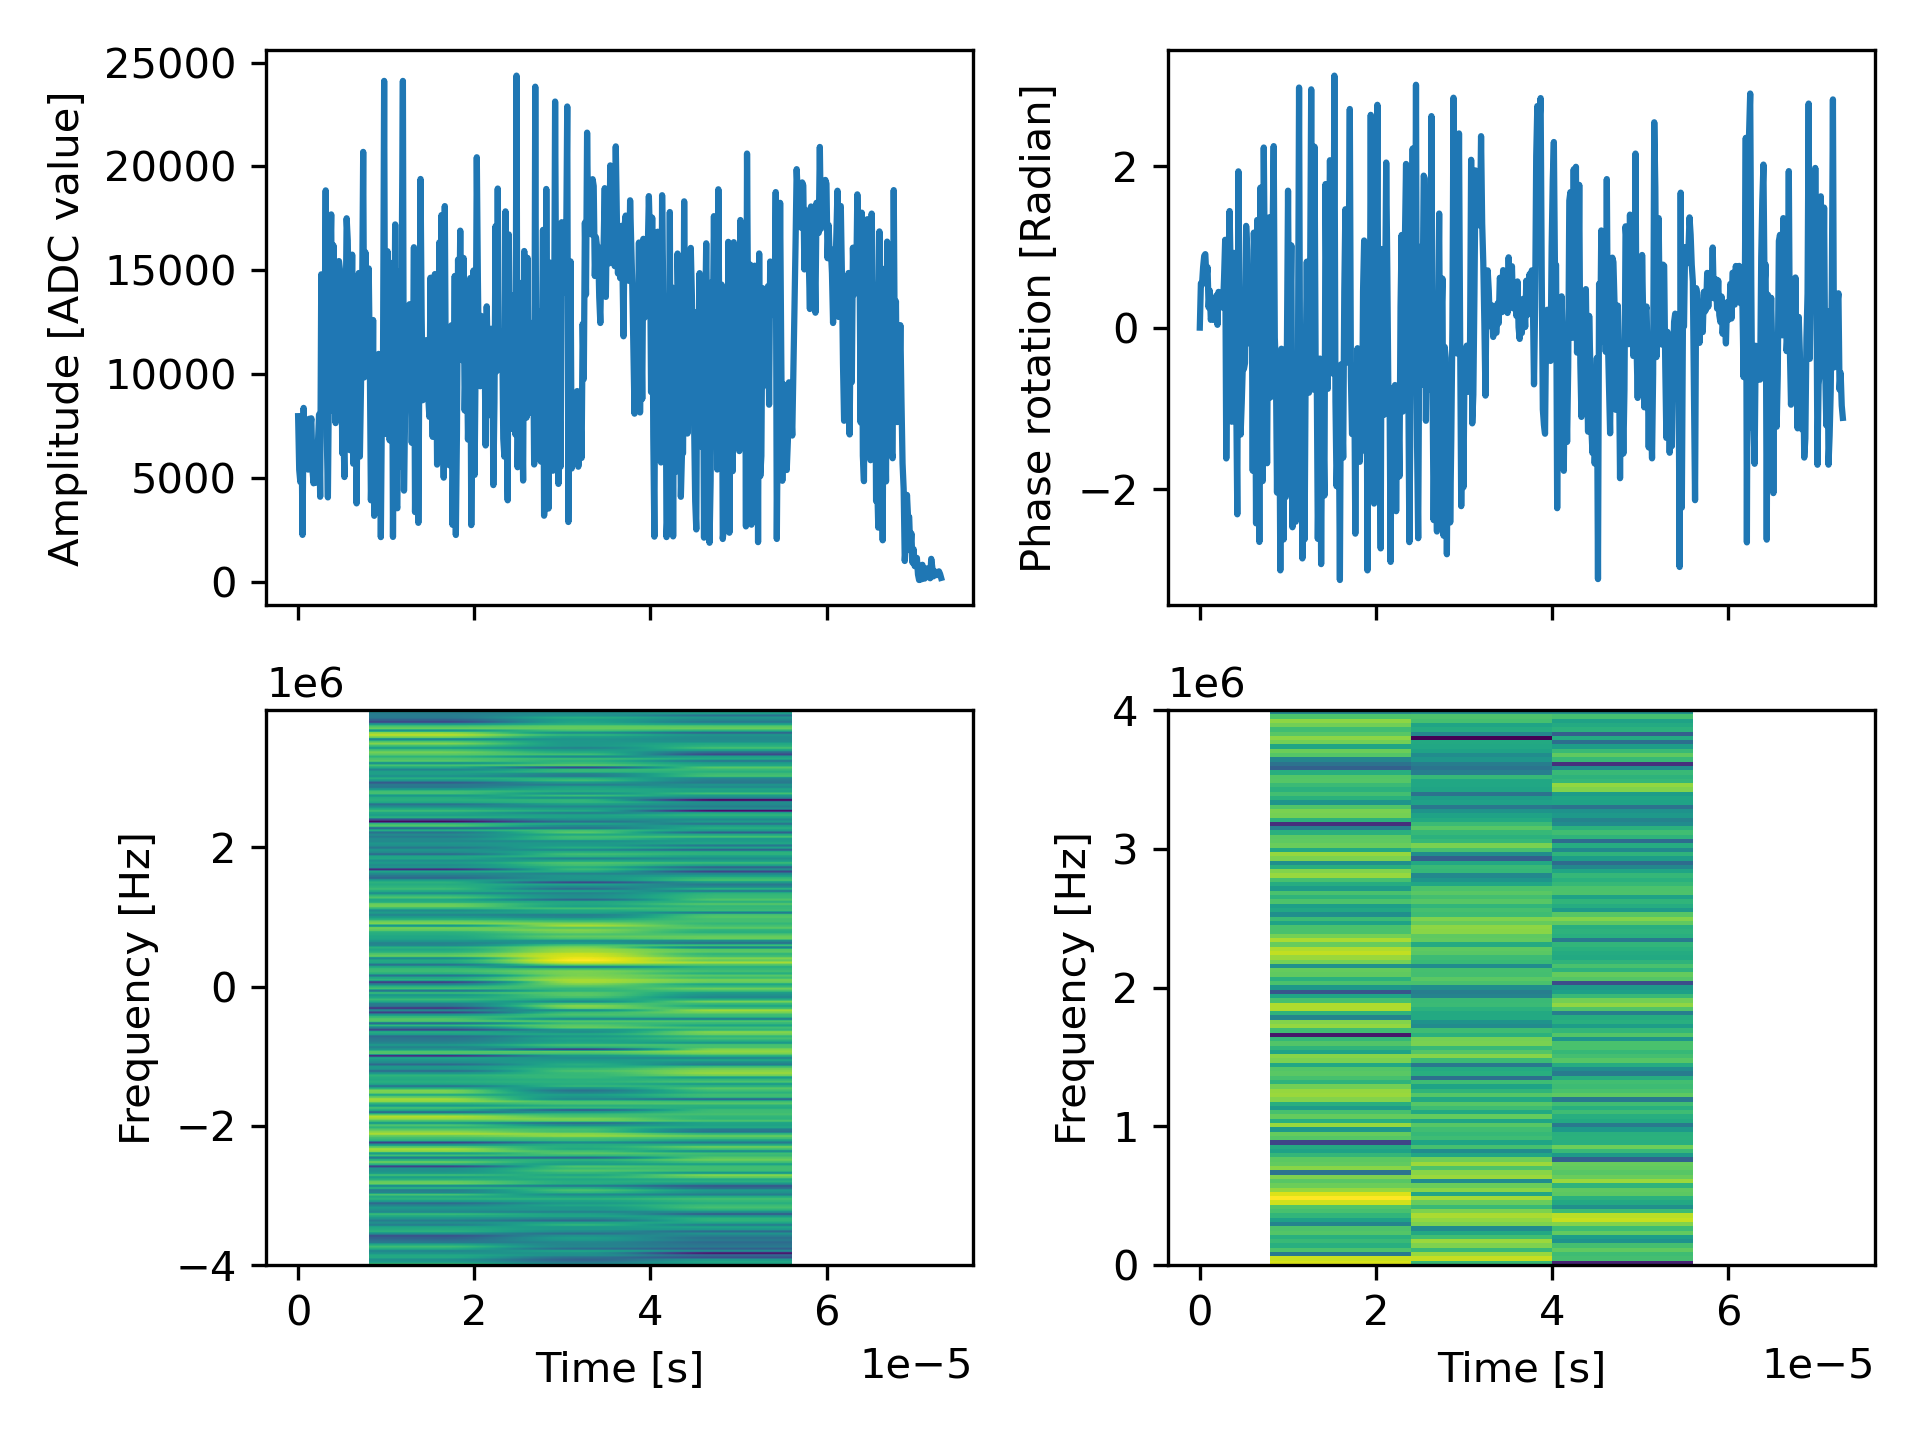 Amplitude [ADC value]
25000
20000
15000
10000
5000
0
Phase rotation [Radian]
2
0
−2
1e6
Frequency [Hz]
2
0
−2
−4
0 2 4 6
Time [s]
1e−5
1e6
Frequency [Hz]
4
3
2
1
0
0 2 4 6
Time [s]
1e−5